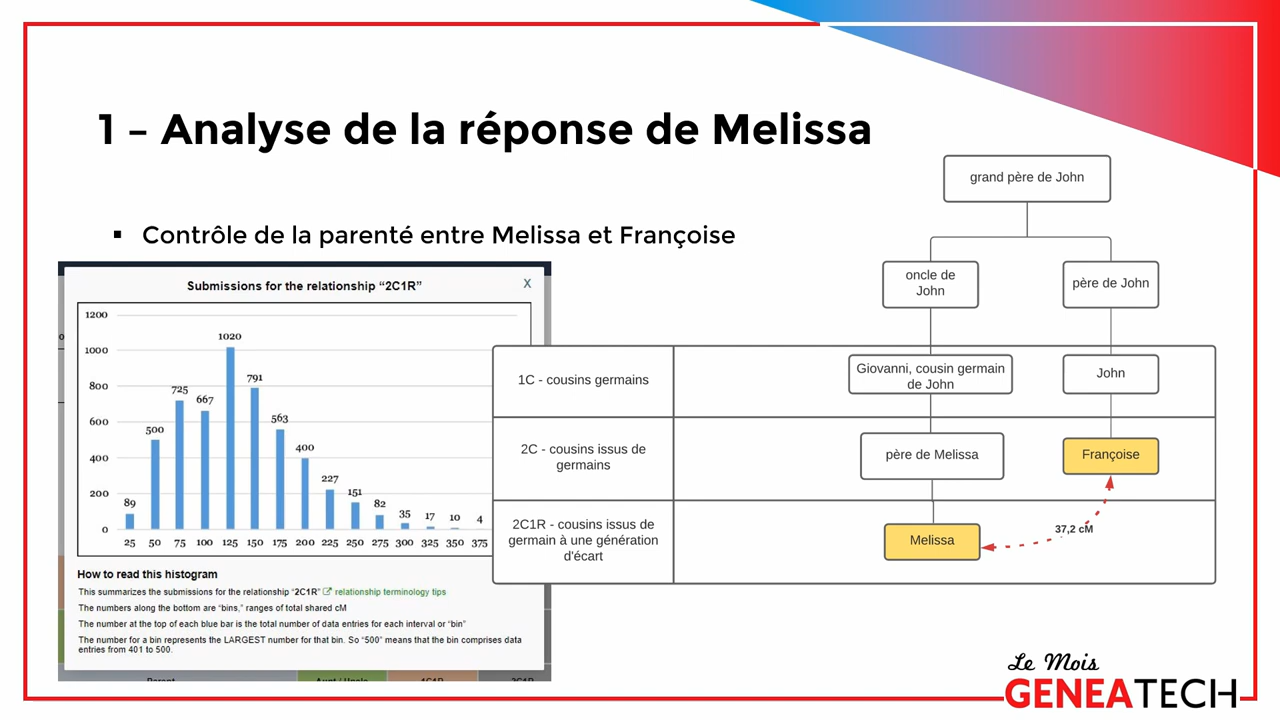 1 – Analyse de la réponse de Melissa
▪ Contrôle de la parenté entre Melissa et Françoise
Submissions for the relationship “2C1R”
X
1200
1000
800
600
400
200
0
89
500
725
667
1020
791
563
400
227
151
82
35
17
10
4
25 50 75 100 125 150 175 200 225 250 275 300 325 350 375
How to read this histogram
This summarizes the submissions for the relationship “2C1R” relationship terminology tips
The numbers along the bottom are “bins,” ranges of total shared cM
The number at the top of each blue bar is the total number of data entries for each interval or “bin”
The number for a bin represents the LARGEST number for that bin. So “500” means that the bin comprises data
entries from 401 to 500.
grand père de John
oncle de
John
père de John
1C - cousins germains
Giovanni, cousin germain
de John
John
2C - cousins issus de
germains
père de Melissa
Françoise
2C1R - cousins issus de
germain à une génération
d'écart
Melissa
37,2 cM
Le Mois
GENEATECH